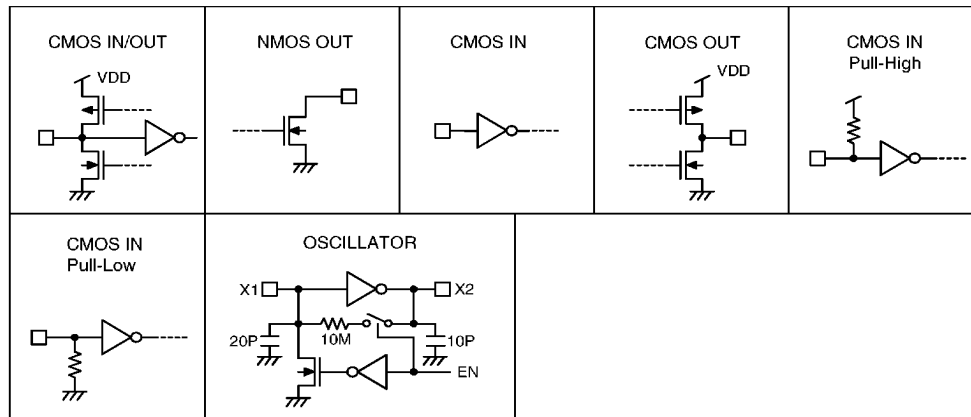 CMOS IN/OUT
VDD
NMOS OUT
CMOS IN
CMOS OUT
VDD
CMOS IN
Pull-High
CMOS IN
Pull-Low
OSCILLATOR
X1
X2
20P
10M
10P
EN